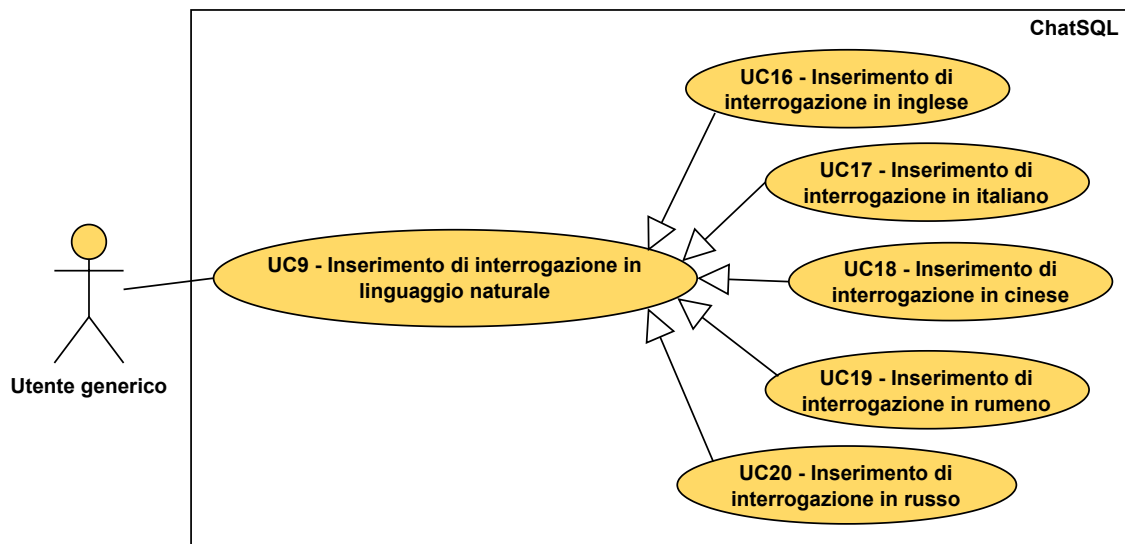 ChatSQL
UC16 - Inserimento di
interrogazione in inglese
UC17 - Inserimento di
interrogazione in italiano
UC9 - Inserimento di interrogazione in
linguaggio naturale
UC18 - Inserimento di
interrogazione in cinese
Utente generico
UC19 - Inserimento di
interrogazione in rumeno
UC20 - Inserimento di
interrogazione in russo